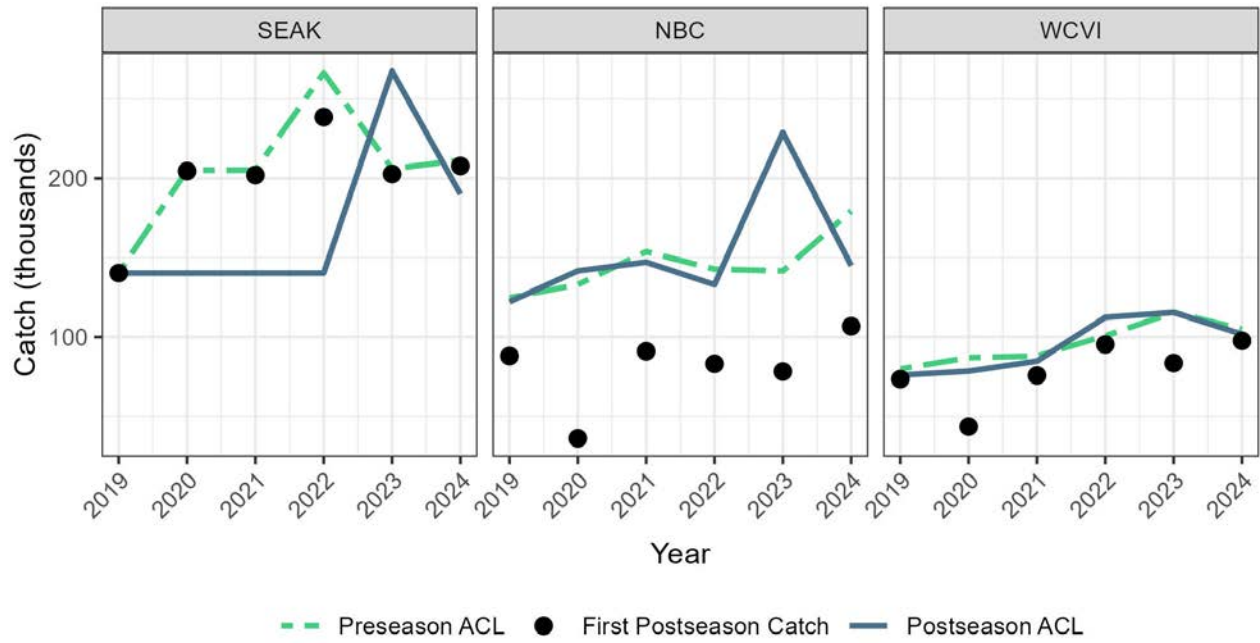 SEAK NBC WCVI
Catch (thousands)
200
100
2019 2020 2021 2022 2023 2024 2019 2020 2021 2022 2023 2024 2019 2020 2021 2022 2023 2024
Year
Preseason ACL First Postseason Catch Postseason ACL